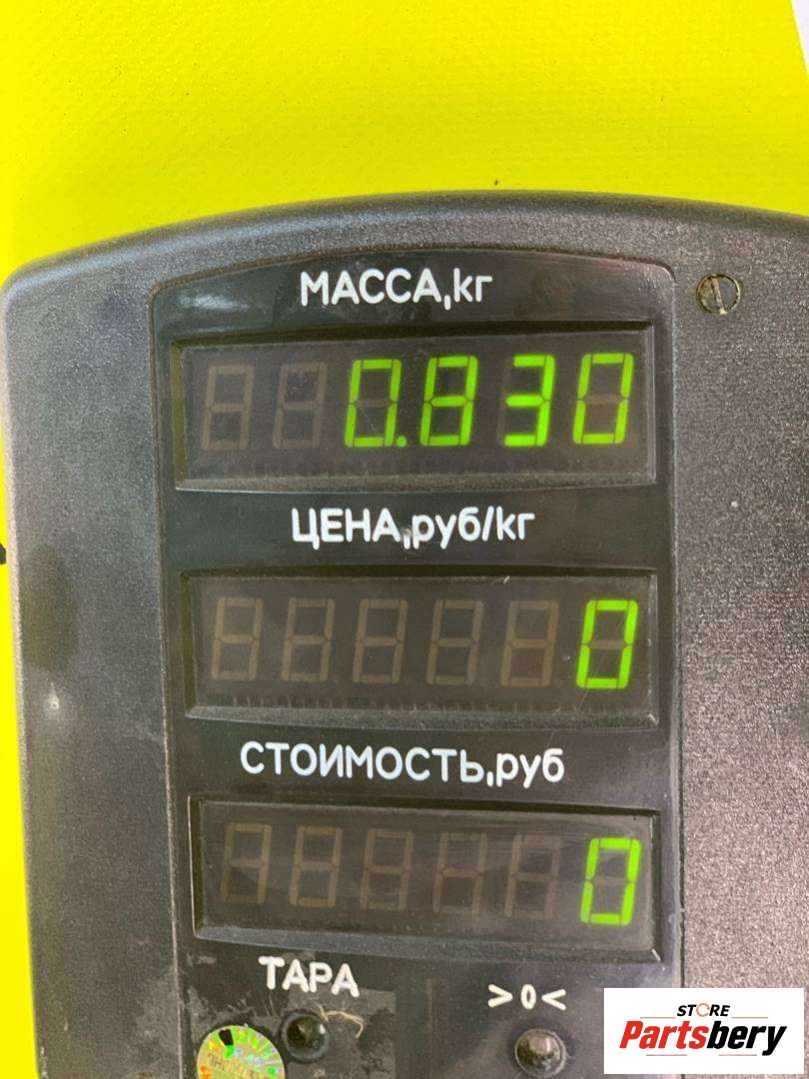 МАССА,кг
0.830
ЦЕНА,руб/кг
0
СТОИМОСТЬ,руб
0
ТАРА
>0<
STORE
Partsbery